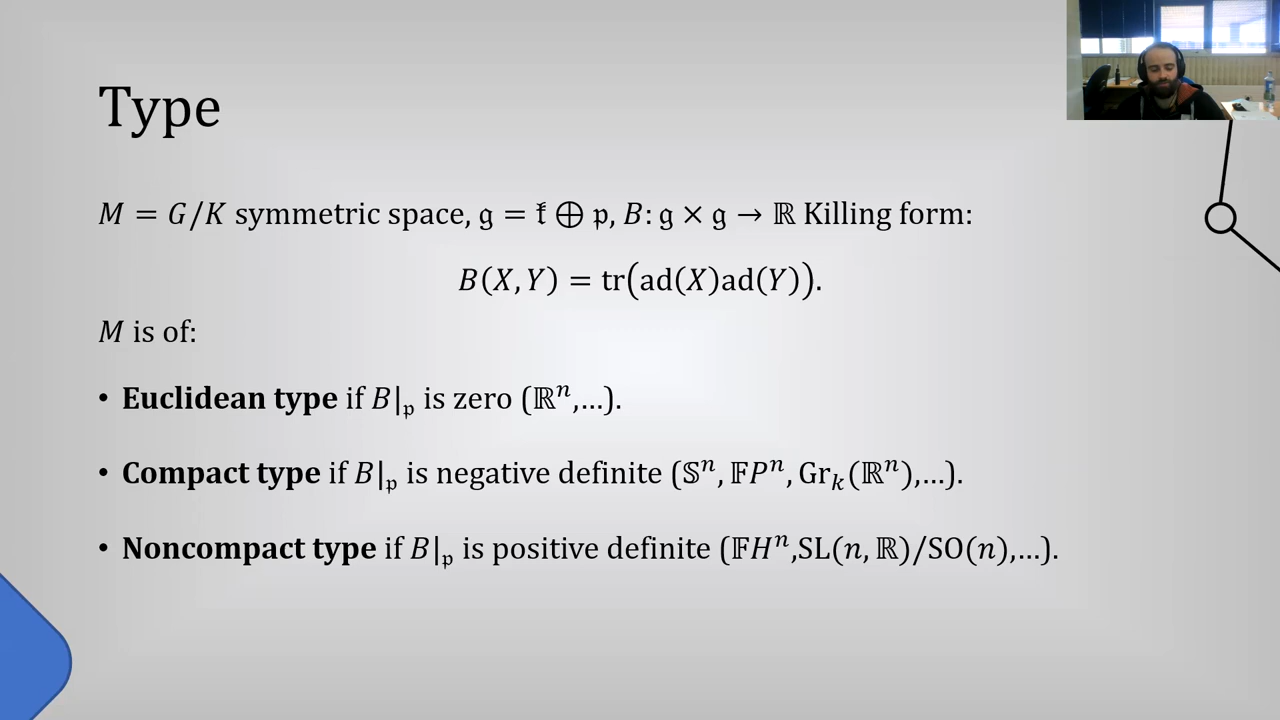 Type
𝑀 = 𝐺/𝐾 symmetric space, 𝔤 = 𝔨 ⊕ 𝔭, 𝐵: 𝔤 × 𝔤 → ℝ Killing form:
𝐵(𝑋, 𝑌) = tr(ad(𝑋)ad(𝑌)).
𝑀 is of:
• Euclidean type if 𝐵|𝔭 is zero (ℝⁿ,…).
• Compact type if 𝐵|𝔭 is negative definite (𝕊ⁿ, 𝔽𝑃ⁿ, Grₖ(ℝⁿ),…).
• Noncompact type if 𝐵|𝔭 is positive definite (𝔽𝐻ⁿ,SL(𝑛, ℝ)/SO(𝑛),…).